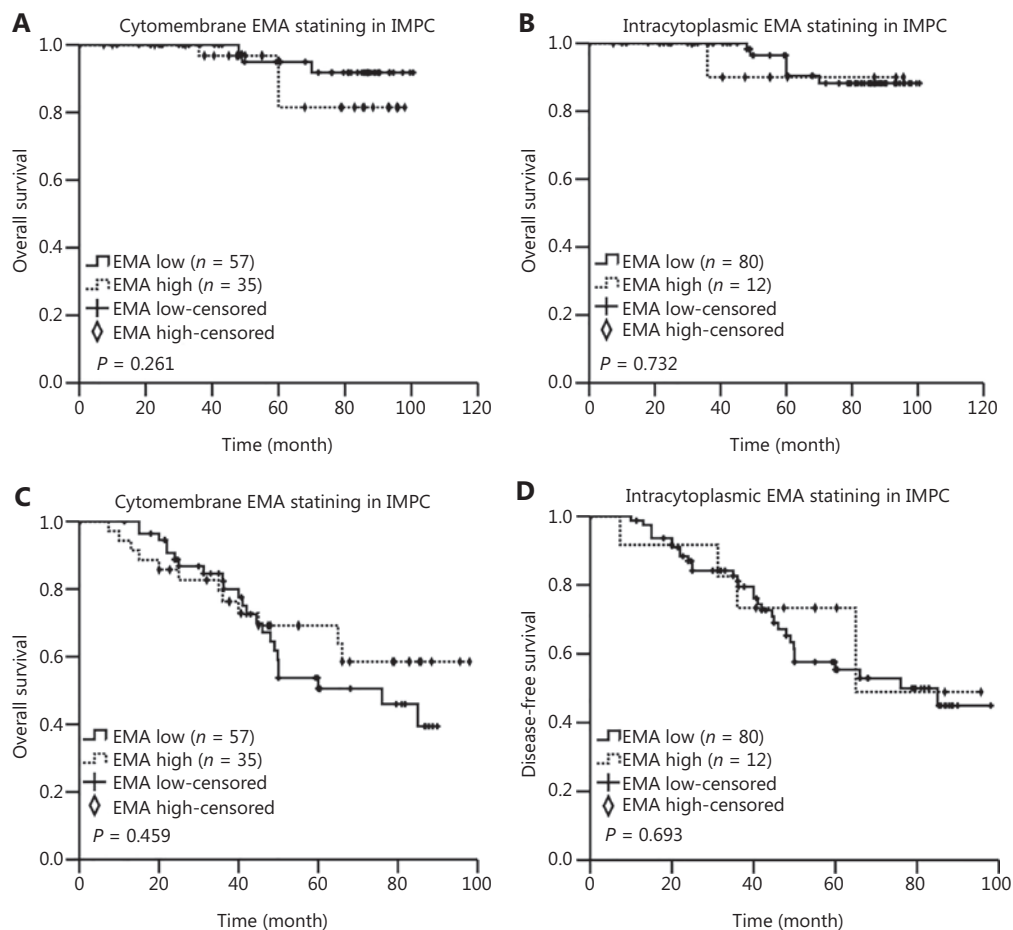 A
Cytomembrane EMA statining in IMPC
1.0
0.8
0.6
0.4
0.2
0.0
Overall survival
EMA low (n = 57)
EMA high (n = 35)
EMA low-censored
EMA high-censored
P = 0.261
0 20 40 60 80 100 120
Time (month)
B
Intracytoplasmic EMA statining in IMPC
1.0
0.8
0.6
0.4
0.2
0.0
Overall survival
EMA low (n = 80)
EMA high (n = 12)
EMA low-censored
EMA high-censored
P = 0.732
0 20 40 60 80 100 120
Time (month)
C
Cytomembrane EMA statining in IMPC
1.0
0.8
0.6
0.4
0.2
0.0
Overall survival
EMA low (n = 57)
EMA high (n = 35)
EMA low-censored
EMA high-censored
P = 0.459
0 20 40 60 80 100
Time (month)
D
Intracytoplasmic EMA statining in IMPC
1.0
0.8
0.6
0.4
0.2
0.0
Disease-free survival
EMA low (n = 80)
EMA high (n = 12)
EMA low-censored
EMA high-censored
P = 0.693
0 20 40 60 80 100
Time (month)